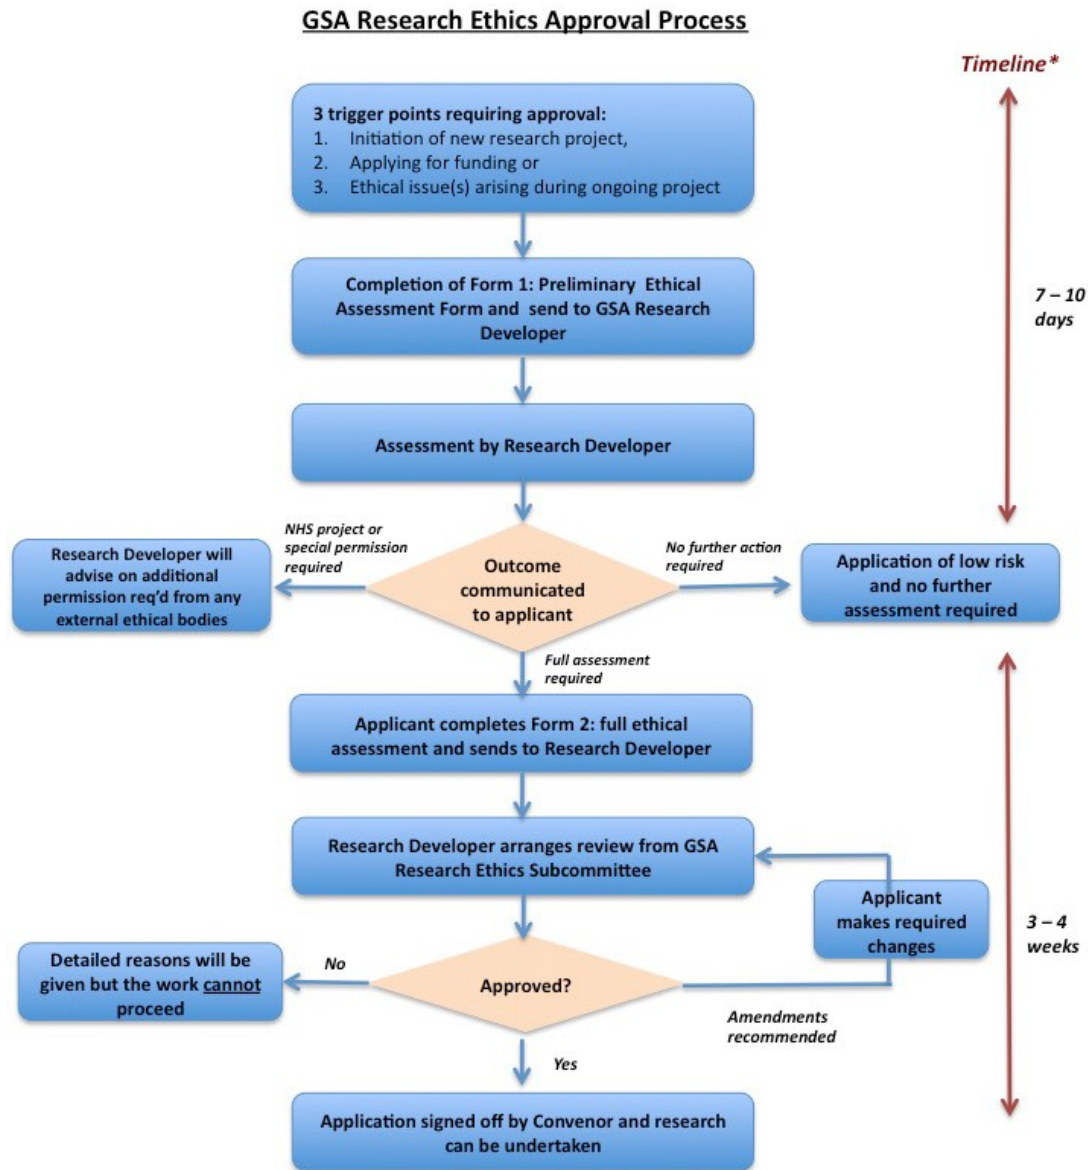 GSA Research Ethics Approval Process
Timeline*
3 trigger points requiring approval:
1. Initiation of new research project,
2. Applying for funding or
3. Ethical issue(s) arising during ongoing project
Completion of Form 1: Preliminary Ethical
Assessment Form and send to GSA Research
Developer
7 – 10
days
Assessment by Research Developer
NHS project or
special permission
required
Research Developer will
advise on additional
permission req'd from any
external ethical bodies
Outcome
communicated
to applicant
No further action
required
Application of low risk
and no further
assessment required
Full assessment
required
Applicant completes Form 2: full ethical
assessment and sends to Research Developer
Research Developer arranges review from GSA
Research Ethics Subcommittee
Applicant
makes required
changes
3 – 4
weeks
Detailed reasons will be
given but the work cannot
proceed
No
Approved?
Amendments
recommended
Yes
Application signed off by Convenor and research
can be undertaken